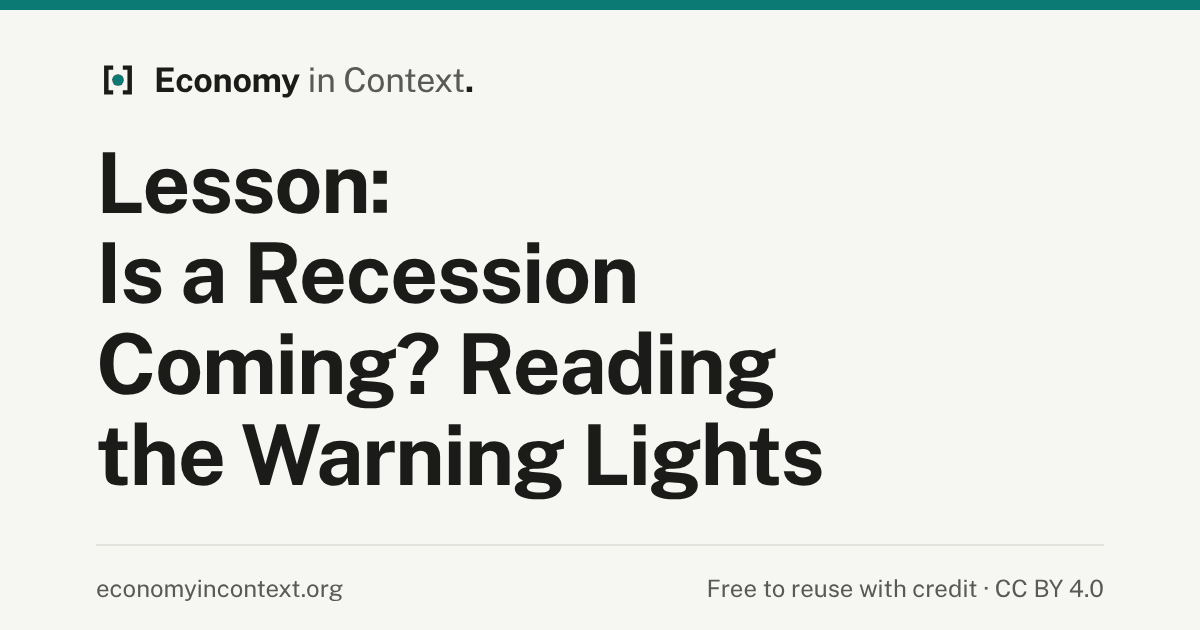 Economy in Context.
Lesson:
Is a Recession
Coming? Reading
the Warning Lights
economyincontext.org
Free to reuse with credit · CC BY 4.0